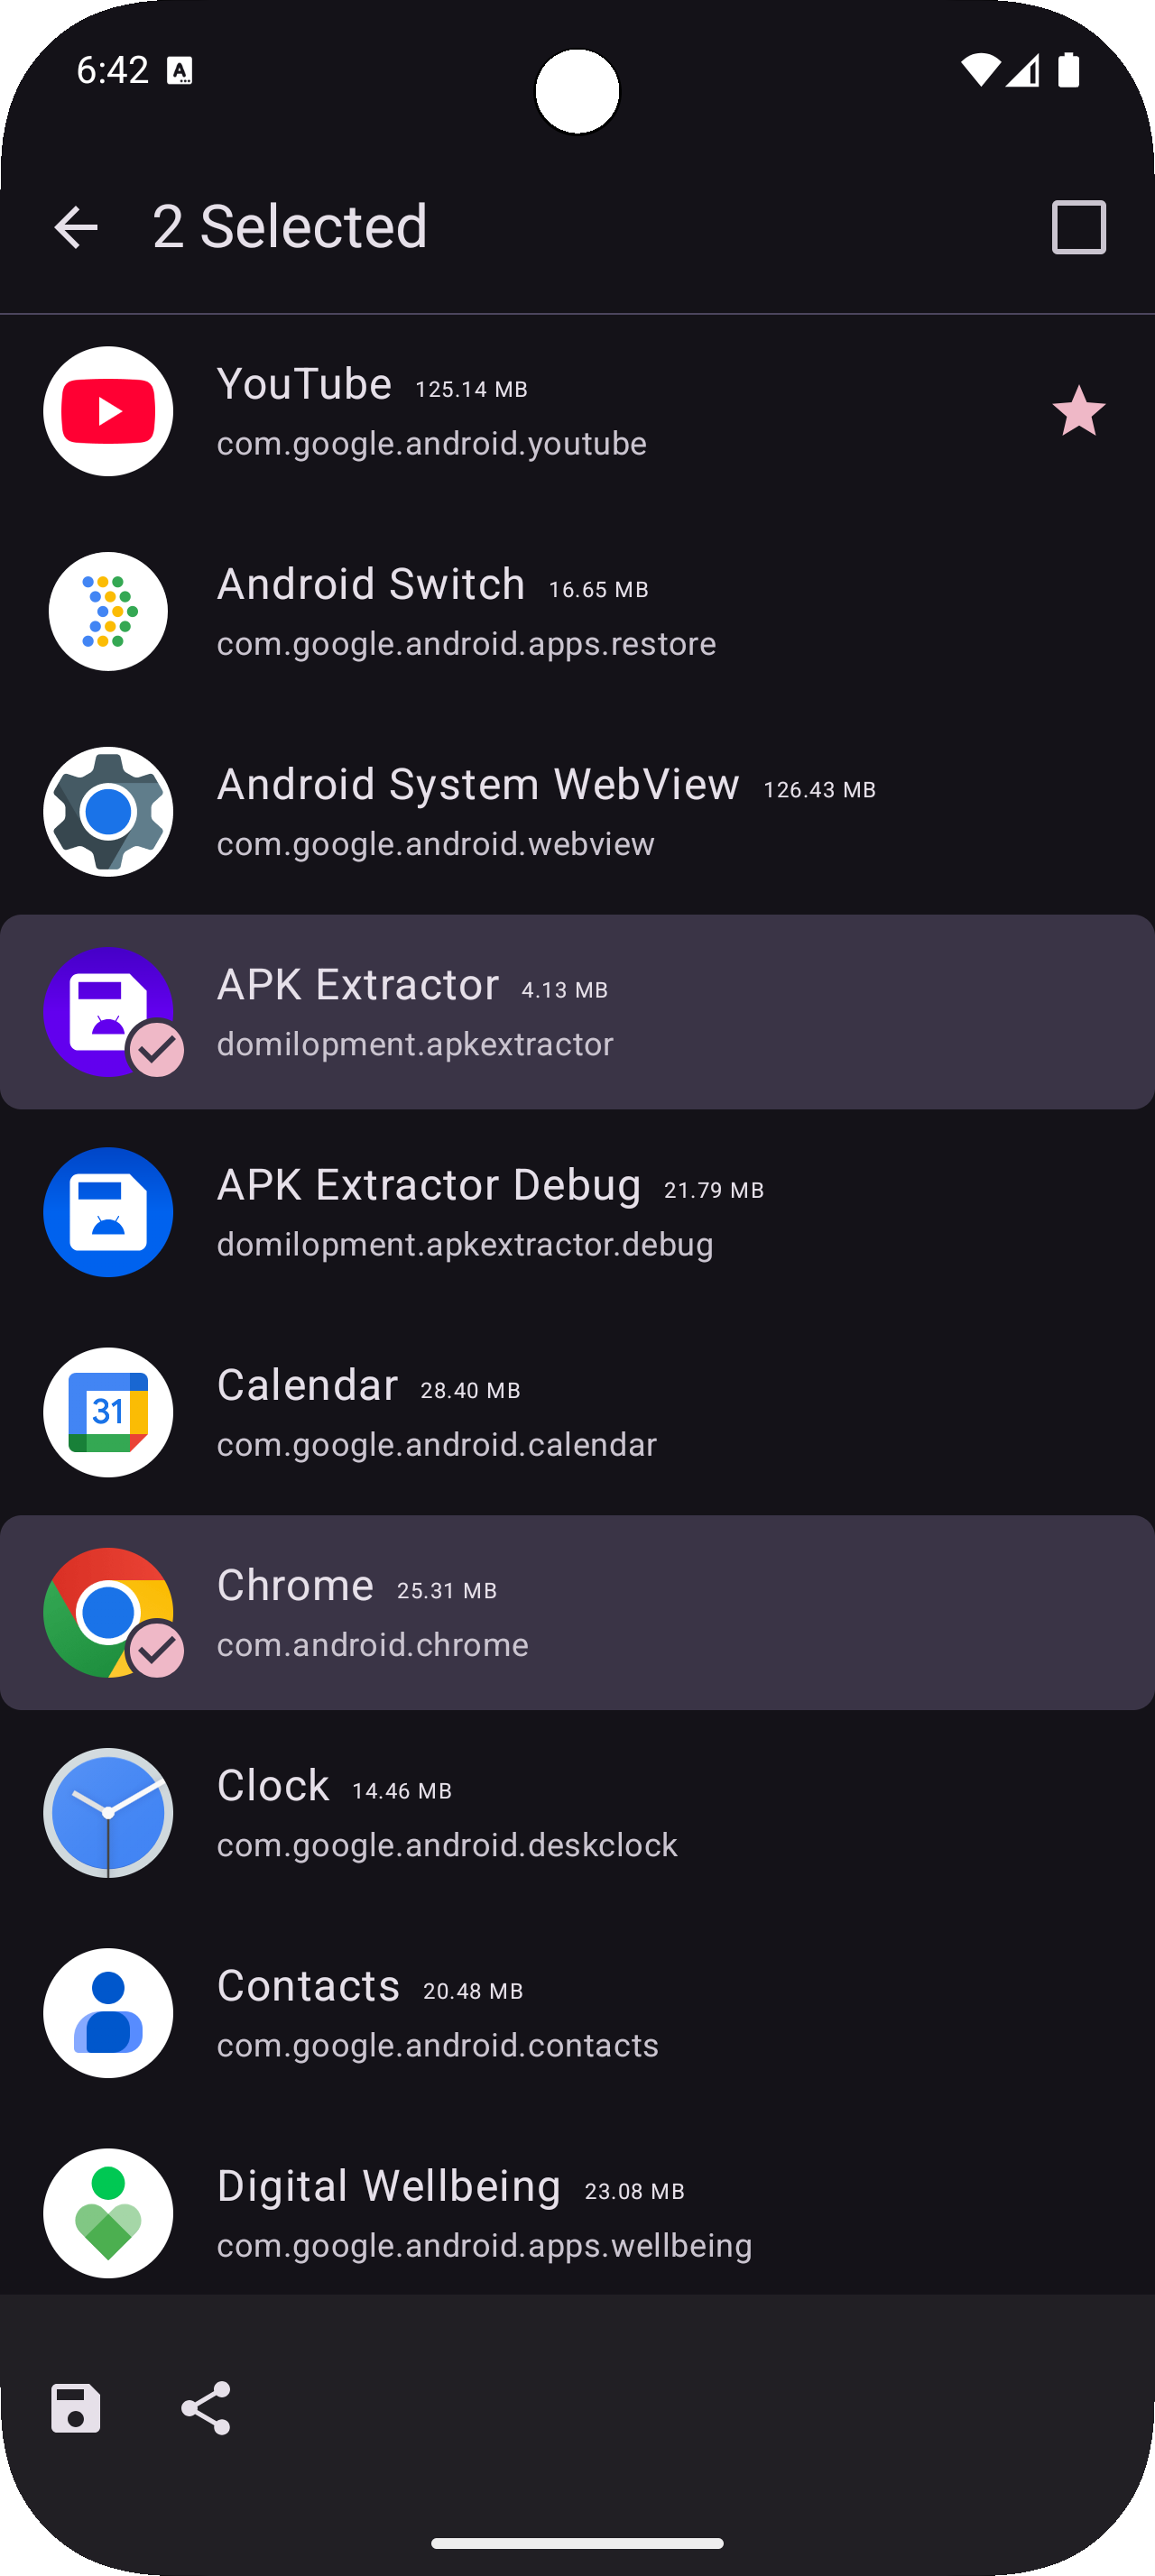 6:42 A
2 Selected
YouTube 125.14 MB
com.google.android.youtube
Android Switch 16.65 MB
com.google.android.apps.restore
Android System WebView 126.43 MB
com.google.android.webview
APK Extractor 4.13 MB
domilopment.apkextractor
APK Extractor Debug 21.79 MB
domilopment.apkextractor.debug
Calendar 28.40 MB
31
com.google.android.calendar
Chrome 25.31 MB
com.android.chrome
Clock 14.46 MB
com.google.android.deskclock
Contacts 20.48 MB
com.google.android.contacts
Digital Wellbeing 23.08 MB
com.google.android.apps.wellbeing